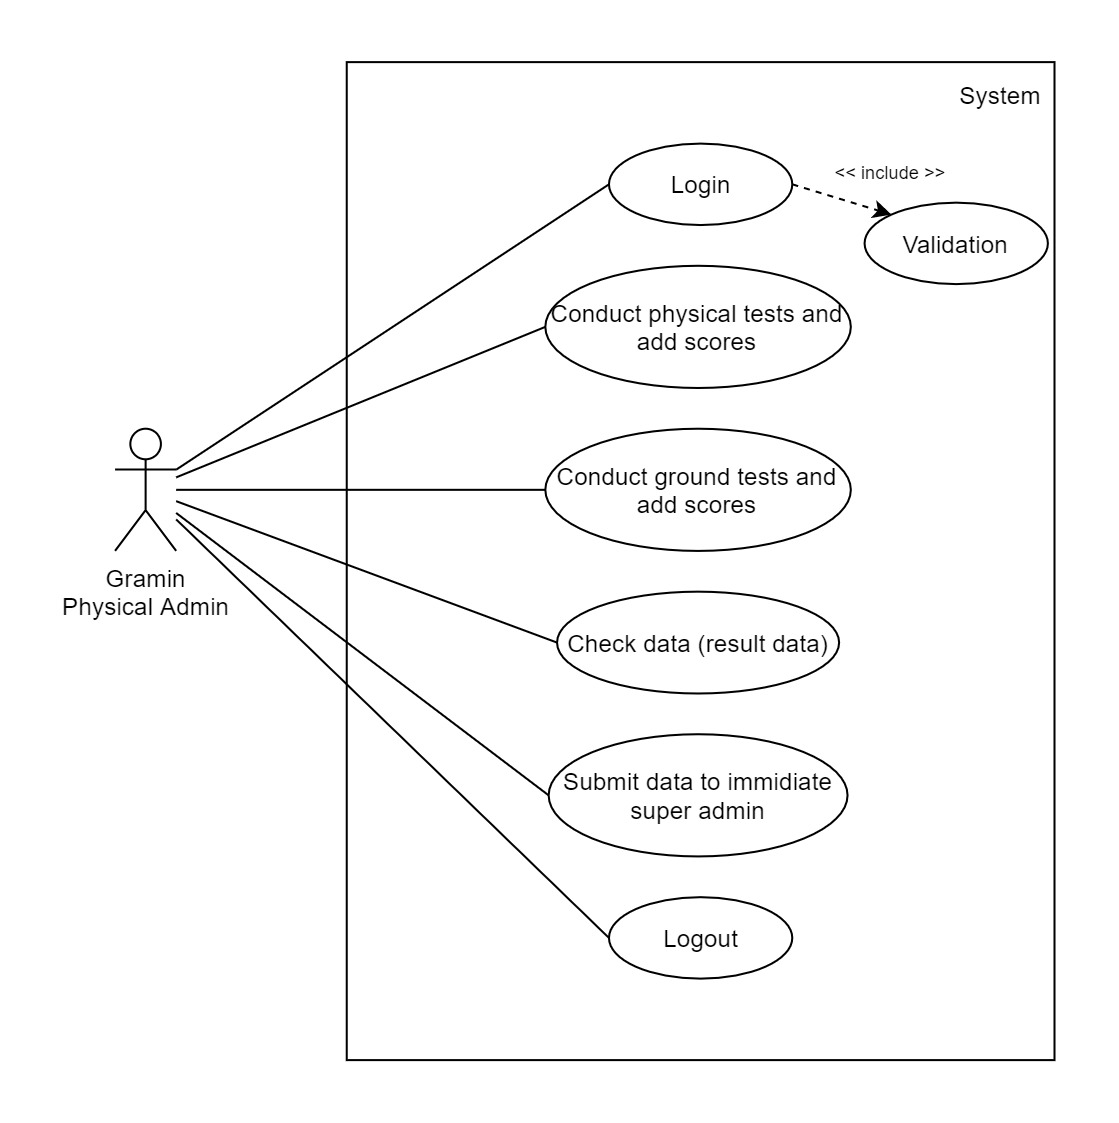 System
Login
<< include >>
Validation
Conduct physical tests and
add scores
Conduct ground tests and
add scores
Gramin
Physical Admin
Check data (result data)
Submit data to immidiate
super admin
Logout